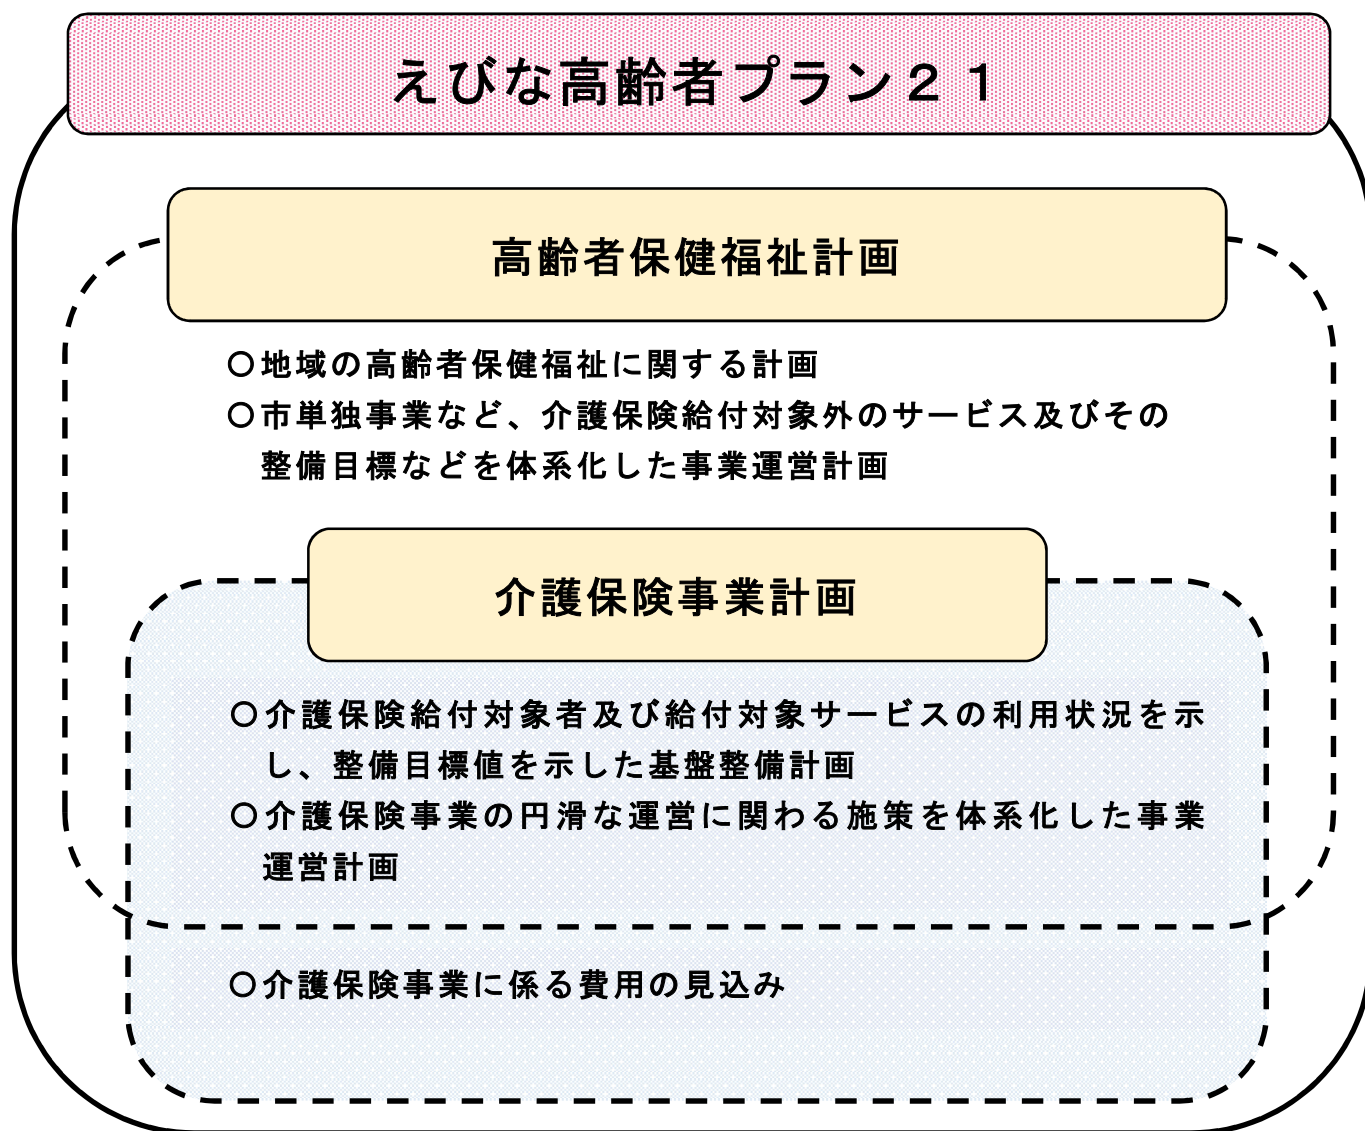 えびな高齢者プラン２１
高齢者保健福祉計画
〇地域の高齢者保健福祉に関する計画
〇市単独事業など、介護保険給付対象外のサービス及びその
整備目標などを体系化した事業運営計画
介護保険事業計画
〇介護保険給付対象者及び給付対象サービスの利用状況を示
し、整備目標値を示した基盤整備計画
〇介護保険事業の円滑な運営に関わる施策を体系化した事業
運営計画
〇介護保険事業に係る費用の見込み